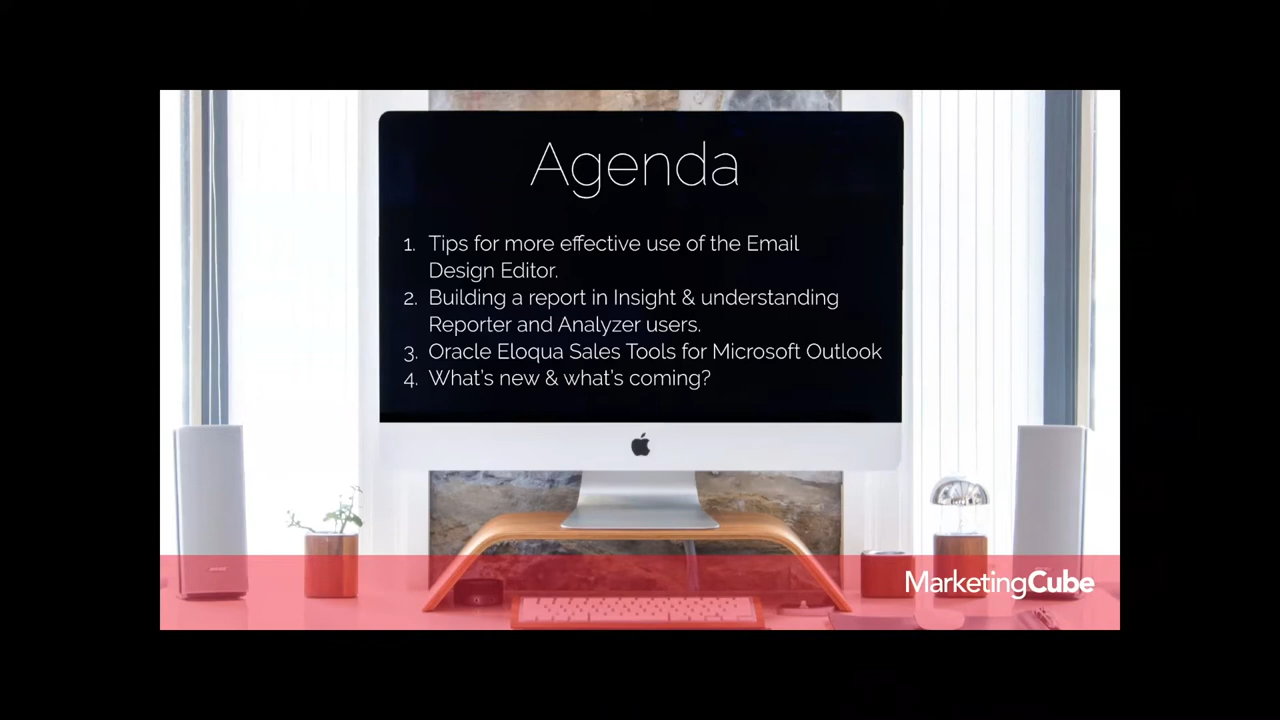 Agenda
1. Tips for more effective use of the Email
Design Editor.
2. Building a report in Insight & understanding
Reporter and Analyzer users.
3. Oracle Eloqua Sales Tools for Microsoft Outlook
4. What's new & what's coming?
MarketingCube